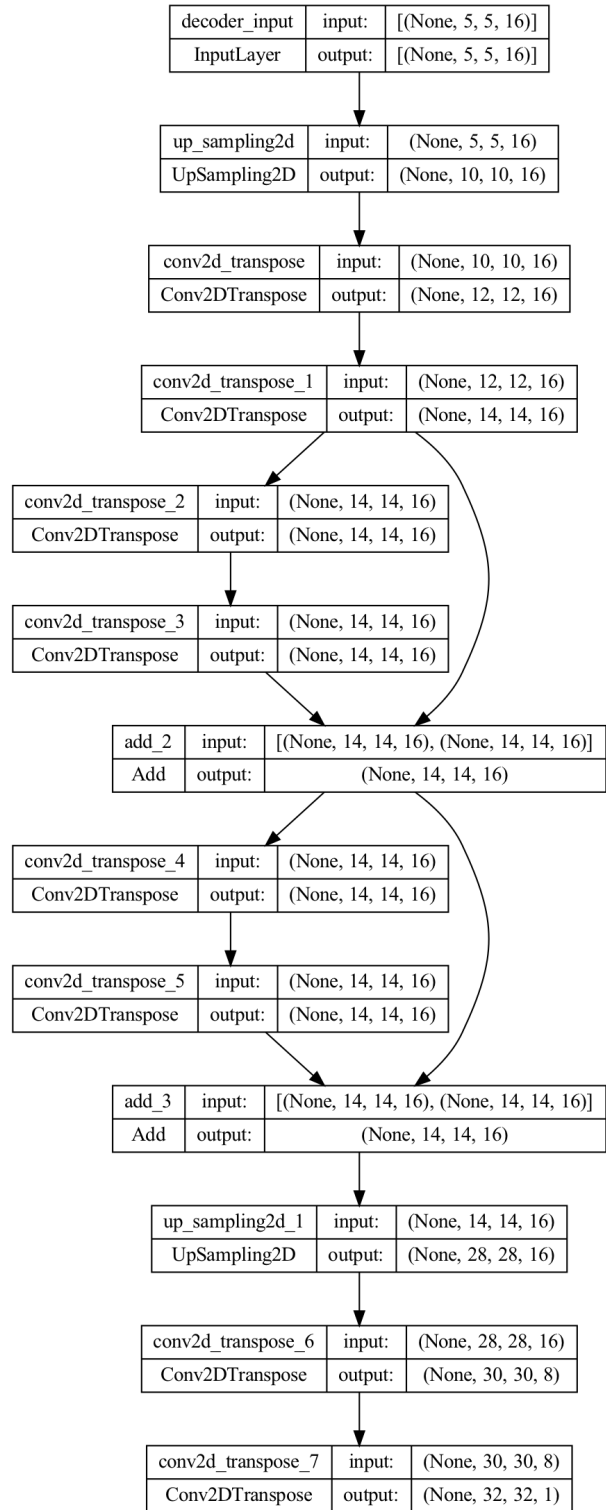 decoder_input input: [(None, 5, 5, 16)]
InputLayer output: [(None, 5, 5, 16)]
up_sampling2d input: (None, 5, 5, 16)
UpSampling2D output: (None, 10, 10, 16)
conv2d_transpose input: (None, 10, 10, 16)
Conv2DTranspose output: (None, 12, 12, 16)
conv2d_transpose_1 input: (None, 12, 12, 16)
Conv2DTranspose output: (None, 14, 14, 16)
conv2d_transpose_2 input: (None, 14, 14, 16)
Conv2DTranspose output: (None, 14, 14, 16)
conv2d_transpose_3 input: (None, 14, 14, 16)
Conv2DTranspose output: (None, 14, 14, 16)
add_2 input: [(None, 14, 14, 16), (None, 14, 14, 16)]
Add output: (None, 14, 14, 16)
conv2d_transpose_4 input: (None, 14, 14, 16)
Conv2DTranspose output: (None, 14, 14, 16)
conv2d_transpose_5 input: (None, 14, 14, 16)
Conv2DTranspose output: (None, 14, 14, 16)
add_3 input: [(None, 14, 14, 16), (None, 14, 14, 16)]
Add output: (None, 14, 14, 16)
up_sampling2d_1 input: (None, 14, 14, 16)
UpSampling2D output: (None, 28, 28, 16)
conv2d_transpose_6 input: (None, 28, 28, 16)
Conv2DTranspose output: (None, 30, 30, 8)
conv2d_transpose_7 input: (None, 30, 30, 8)
Conv2DTranspose output: (None, 32, 32, 1)